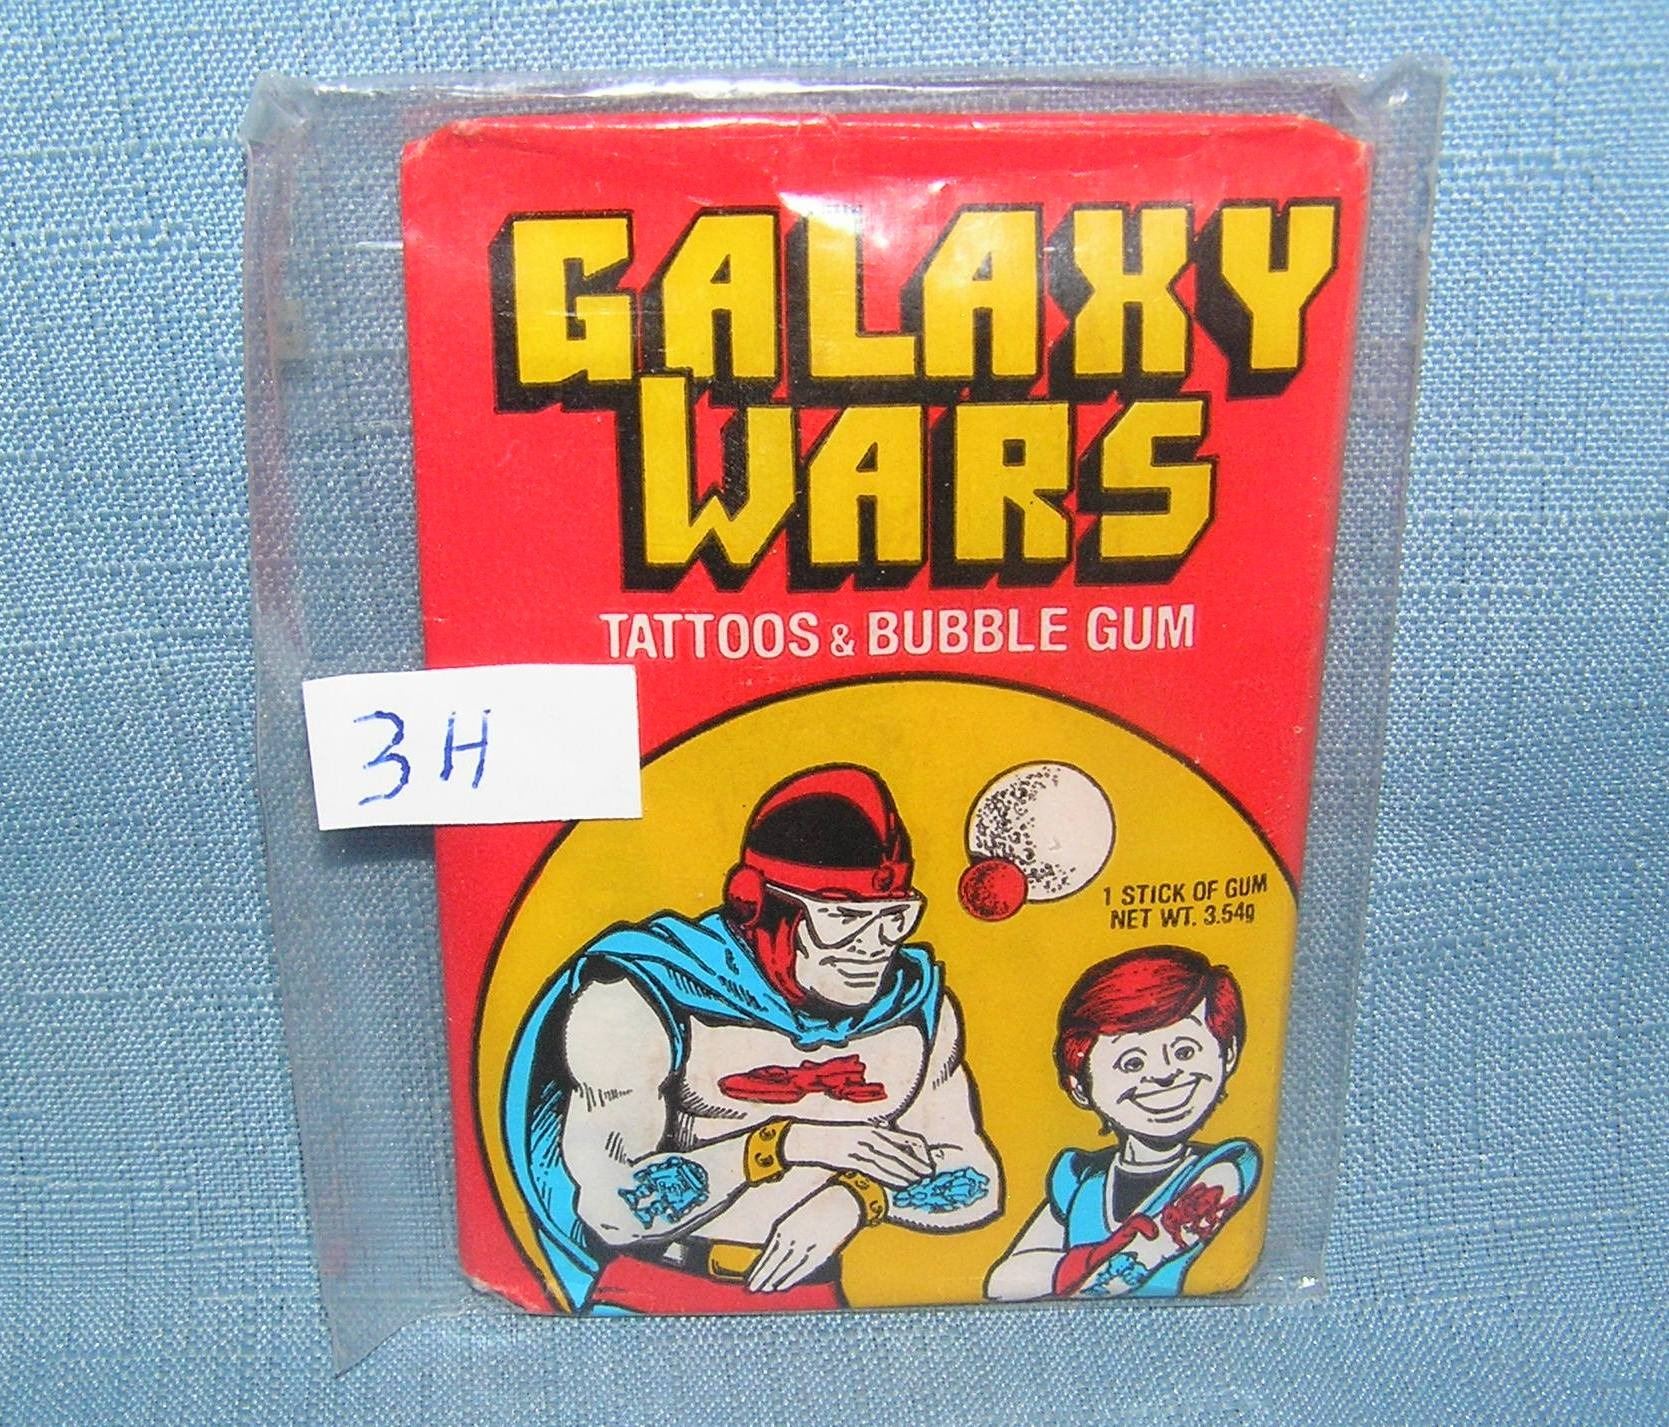 GALAXY
WARS
TATTOOS & BUBBLE GUM
3H
1 STICK OF GUM
NET WT. 3.54g